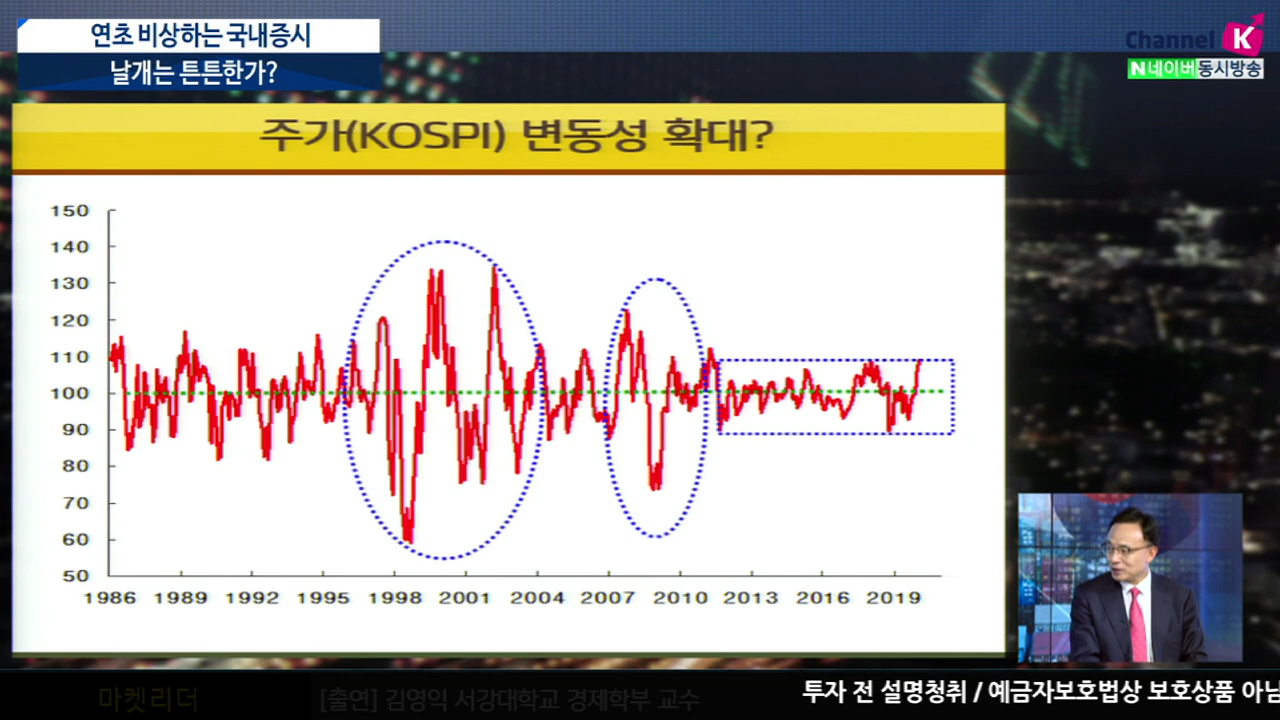 연초 비상하는 국내증시
날개는 튼튼한가?
Channel K
N 네이버 동시방송
주가(KOSPI) 변동성 확대?
150
140
130
120
110
100
90
80
70
60
50
1986 1989 1992 1995 1998 2001 2004 2007 2010 2013 2016 2019
마켓리더
[출연] 김영익 서강대학교 경제학부 교수
투자 전 설명청취 / 예금자보호법상 보호상품 아님